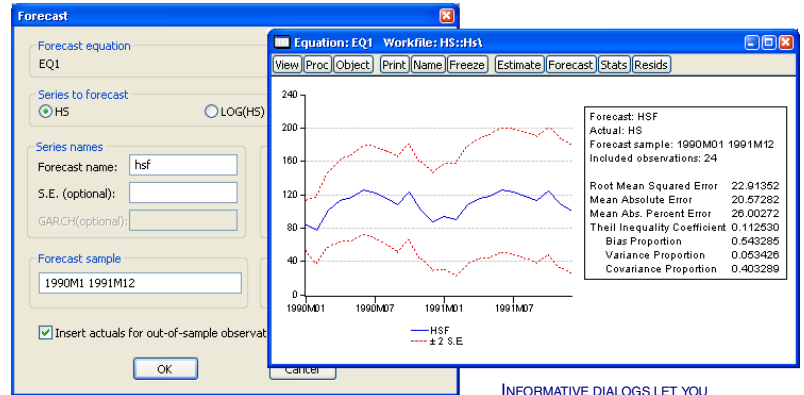 Forecast
Forecast equation
EQ1
Series to forecast
HS
LOG(HS)
Series names
Forecast name: hsf
S.E. (optional):
GARCH(optional):
Forecast sample
1990M1 1991M12
Insert actuals for out-of-sample observat
OK
Cancel
Equation: EQ1 Workfile: HS::Hs\
View Proc Object Print Name Freeze Estimate Forecast Stats Resids
240
200
160
120
80
40
0
1990M01 1990M07 1991M01 1991M07
HSF
± 2 S.E.
Forecast: HSF
Actual: HS
Forecast sample: 1990M01 1991M12
Included observations: 24
Root Mean Squared Error 22.91352
Mean Absolute Error 20.57282
Mean Abs. Percent Error 26.00272
Theil Inequality Coefficient 0.112530
Bias Proportion 0.543285
Variance Proportion 0.053426
Covariance Proportion 0.403289
INFORMATIVE DIALOGS LET YOU